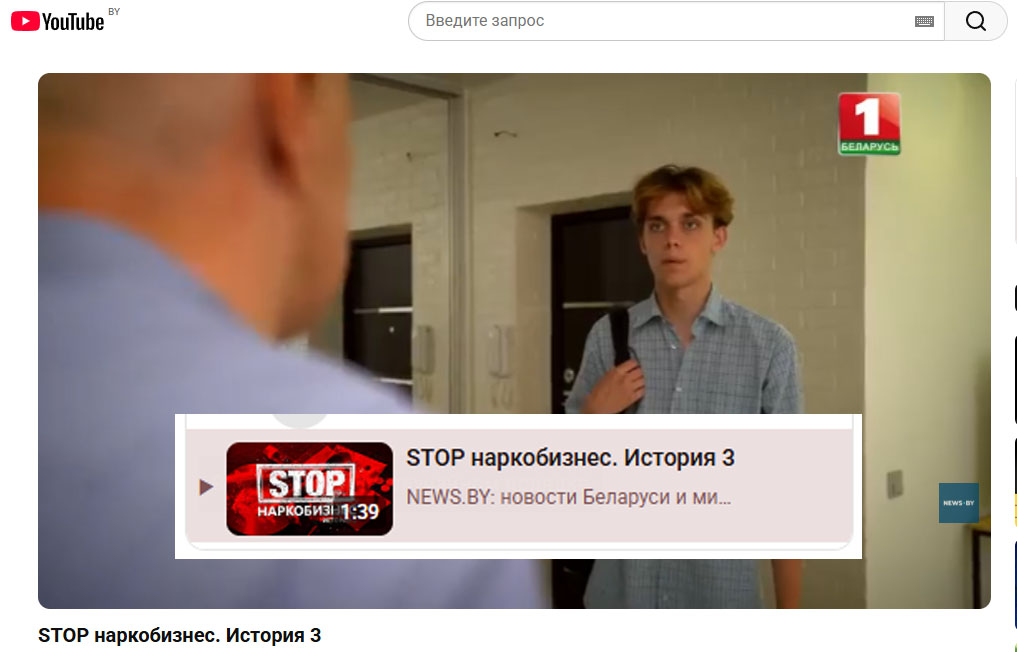 YouTube BY
Введите запрос
1
БЕЛАРУСЬ
STOP
НАРКОБИЗН
1:39
STOP наркобизнес. История 3
NEWS.BY: новости Беларуси и ми...
NEWS.BY
STOP наркобизнес. История 3